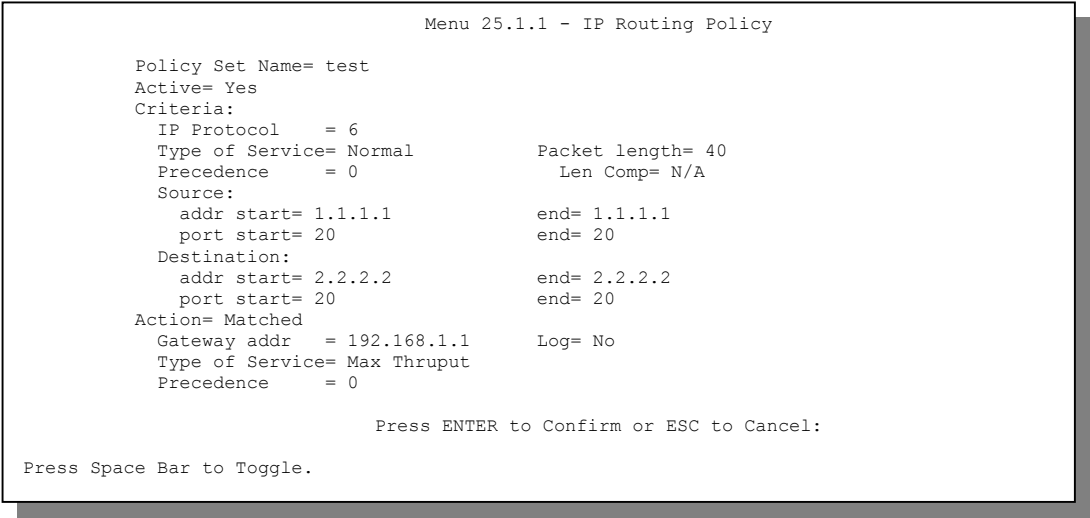 Menu 25.1.1 - IP Routing Policy
Policy Set Name= test
Active= Yes
Criteria:
IP Protocol = 6
Type of Service= Normal Packet length= 40
Precedence = 0 Len Comp= N/A
Source:
addr start= 1.1.1.1 end= 1.1.1.1
port start= 20 end= 20
Destination:
addr start= 2.2.2.2 end= 2.2.2.2
port start= 20 end= 20
Action= Matched
Gateway addr = 192.168.1.1 Log= No
Type of Service= Max Thruput
Precedence = 0
Press ENTER to Confirm or ESC to Cancel:
Press Space Bar to Toggle.